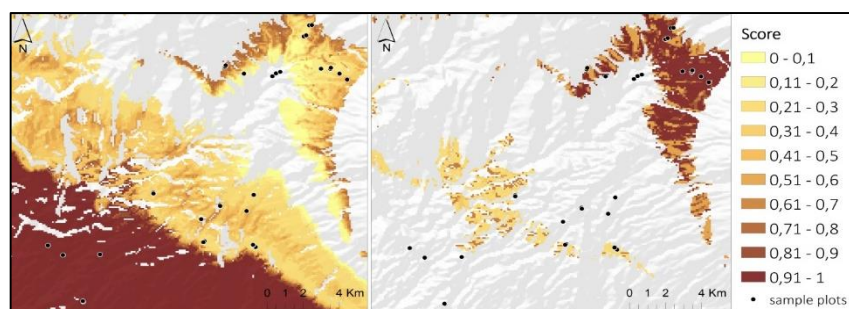 N
0 2 4 Km
N
0 2 4 Km
Score
0 - 0,1
0,11 - 0,2
0,21 - 0,3
0,31 - 0,4
0,41 - 0,5
0,51 - 0,6
0,61 - 0,7
0,71 - 0,8
0,81 - 0,9
0,91 - 1
sample plots